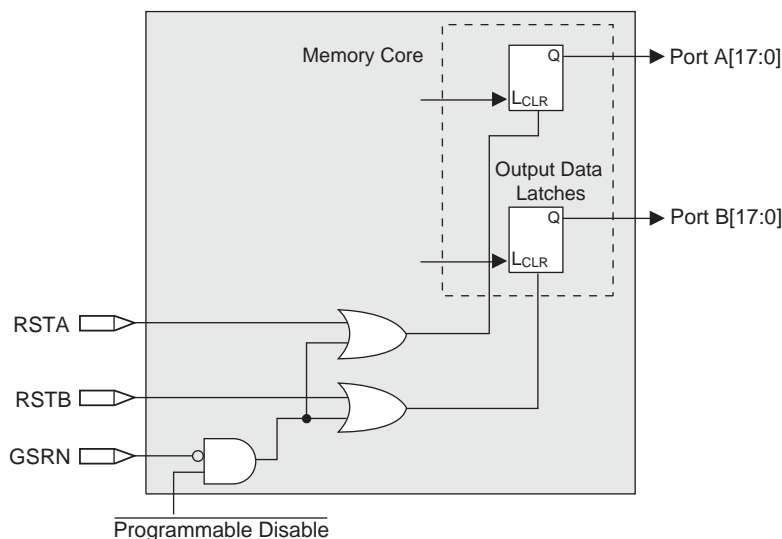 Memory Core
Q
Port A[17:0]
LCLR
Output Data
Latches
Q
Port B[17:0]
LCLR
RSTA
RSTB
GSRN
Programmable Disable